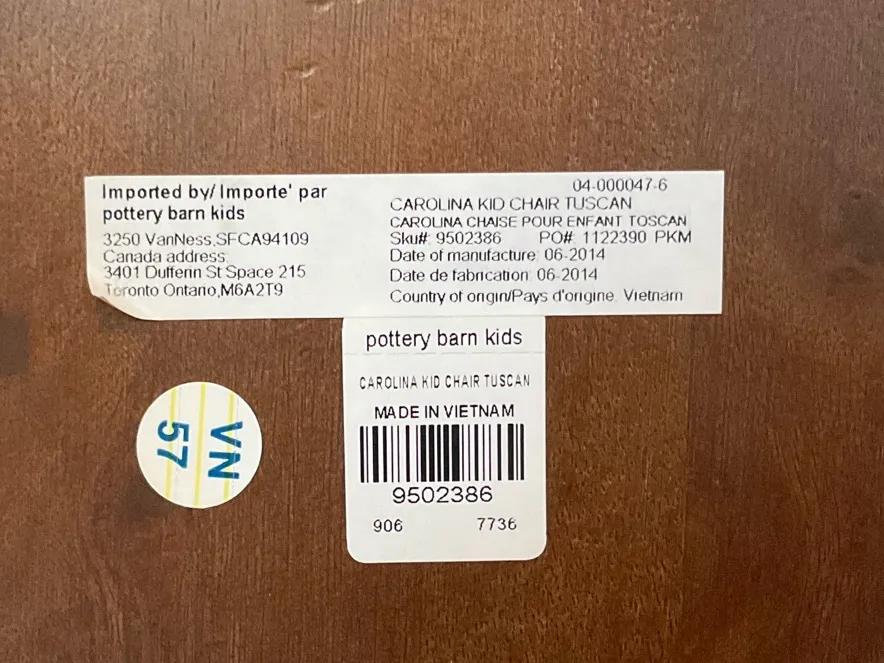 Imported by/ Importe' par
pottery barn kids
3250 VanNess,SFCA94109
Canada address:
3401 Dufferin St Space 215
Toronto Ontario,M6A2T9
04-000047-6
CAROLINA KID CHAIR TUSCAN
CAROLINA CHAISE POUR ENFANT TOSCAN
Sku#: 9502386 PO#: 1122390 PKM
Date of manufacture: 06-2014
Date de fabrication: 06-2014
Country of origin/Pays d'origine: Vietnam
pottery barn kids
CAROLINA KID CHAIR TUSCAN
MADE IN VIETNAM
9502386
906 7736
VN
57